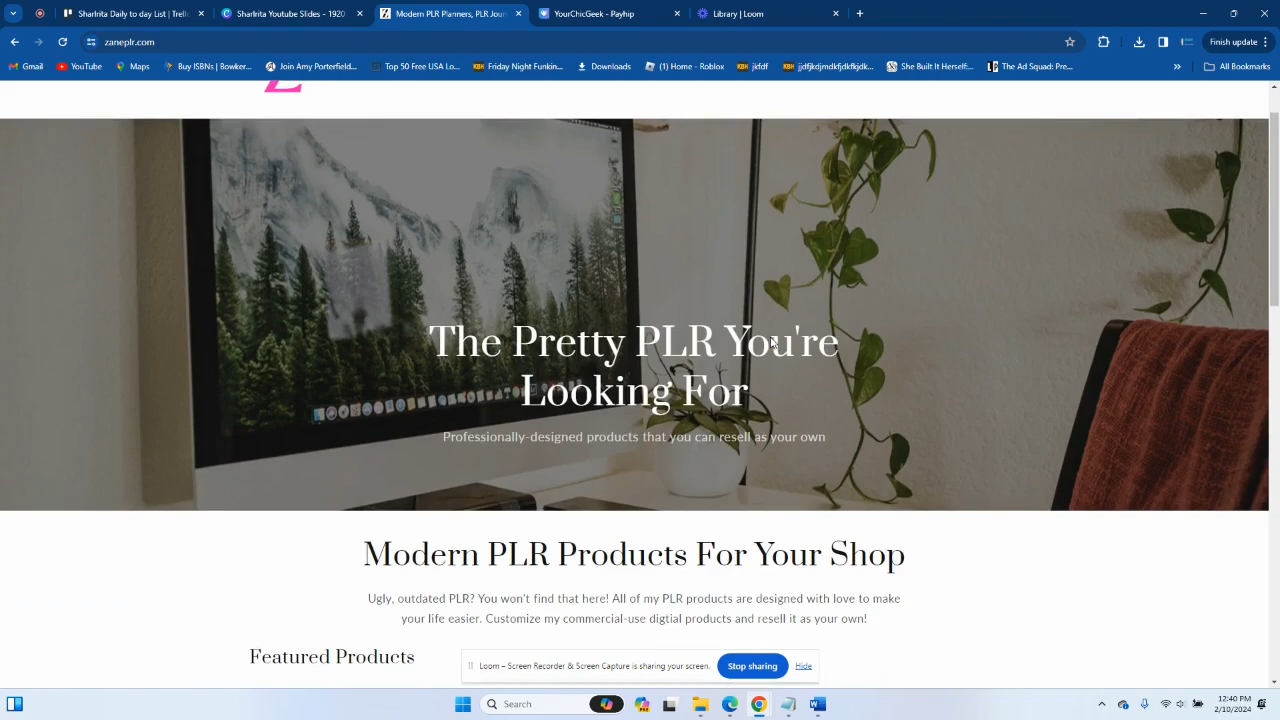 SharIrita Daily to day List | Trello
SharIrita Youtube Slides - 1920
Modern PLR Planners, PLR Jour
YourChicGeek - Payhip
Library | Loom
zaneplr.com
Finish update
Gmail
YouTube
Maps
Buy ISBNs | Bowker...
Join Amy Porterfield...
Top 50 Free USA Lo...
Friday Night Funkin...
Downloads
(1) Home - Roblox
jkfdf
jjdfjkdjmdkfjdkfkjdk...
She Built It Herself:...
The Ad Squad: Pre...
All Bookmarks
Z
The Pretty PLR You're
Looking For
Professionally-designed products that you can resell as your own
Modern PLR Products For Your Shop
Ugly, outdated PLR? You won't find that here! All of my PLR products are designed with love to make
your life easier. Customize my commercial-use digtial products and resell it as your own!
Featured Products
Loom – Screen Recorder & Screen Capture is sharing your screen.
Stop sharing
Hide
Search
12:40 PM
2/10/2024